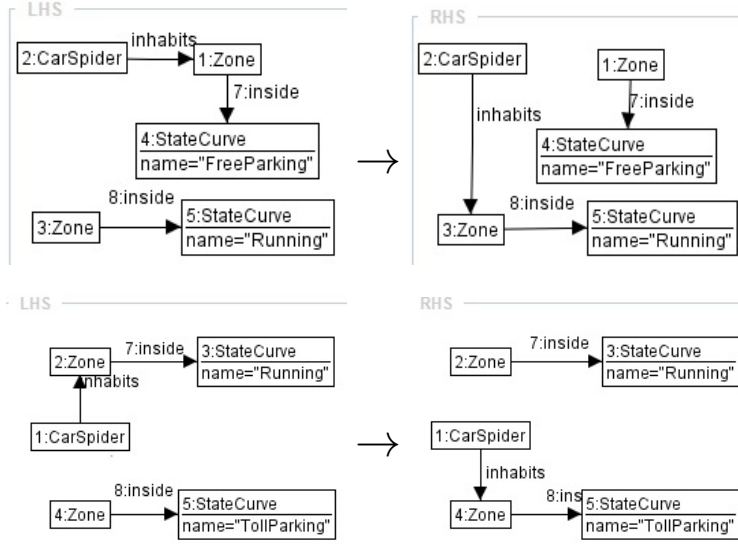 LHS
RHS
inhabits
2:CarSpider
1:Zone
7:inside
4:StateCurve
name="FreeParking"
8:inside
3:Zone
5:StateCurve
name="Running"
2:CarSpider
1:Zone
7:inside
inhabits
4:StateCurve
name="FreeParking"
8:inside
3:Zone
5:StateCurve
name="Running"
LHS
RHS
7:inside
2:Zone
3:StateCurve
name="Running"
inhabits
1:CarSpider
8:inside
4:Zone
5:StateCurve
name="TollParking"
7:inside
2:Zone
3:StateCurve
name="Running"
1:CarSpider
inhabits
8:ins
4:Zone
5:StateCurve
name="TollParking"